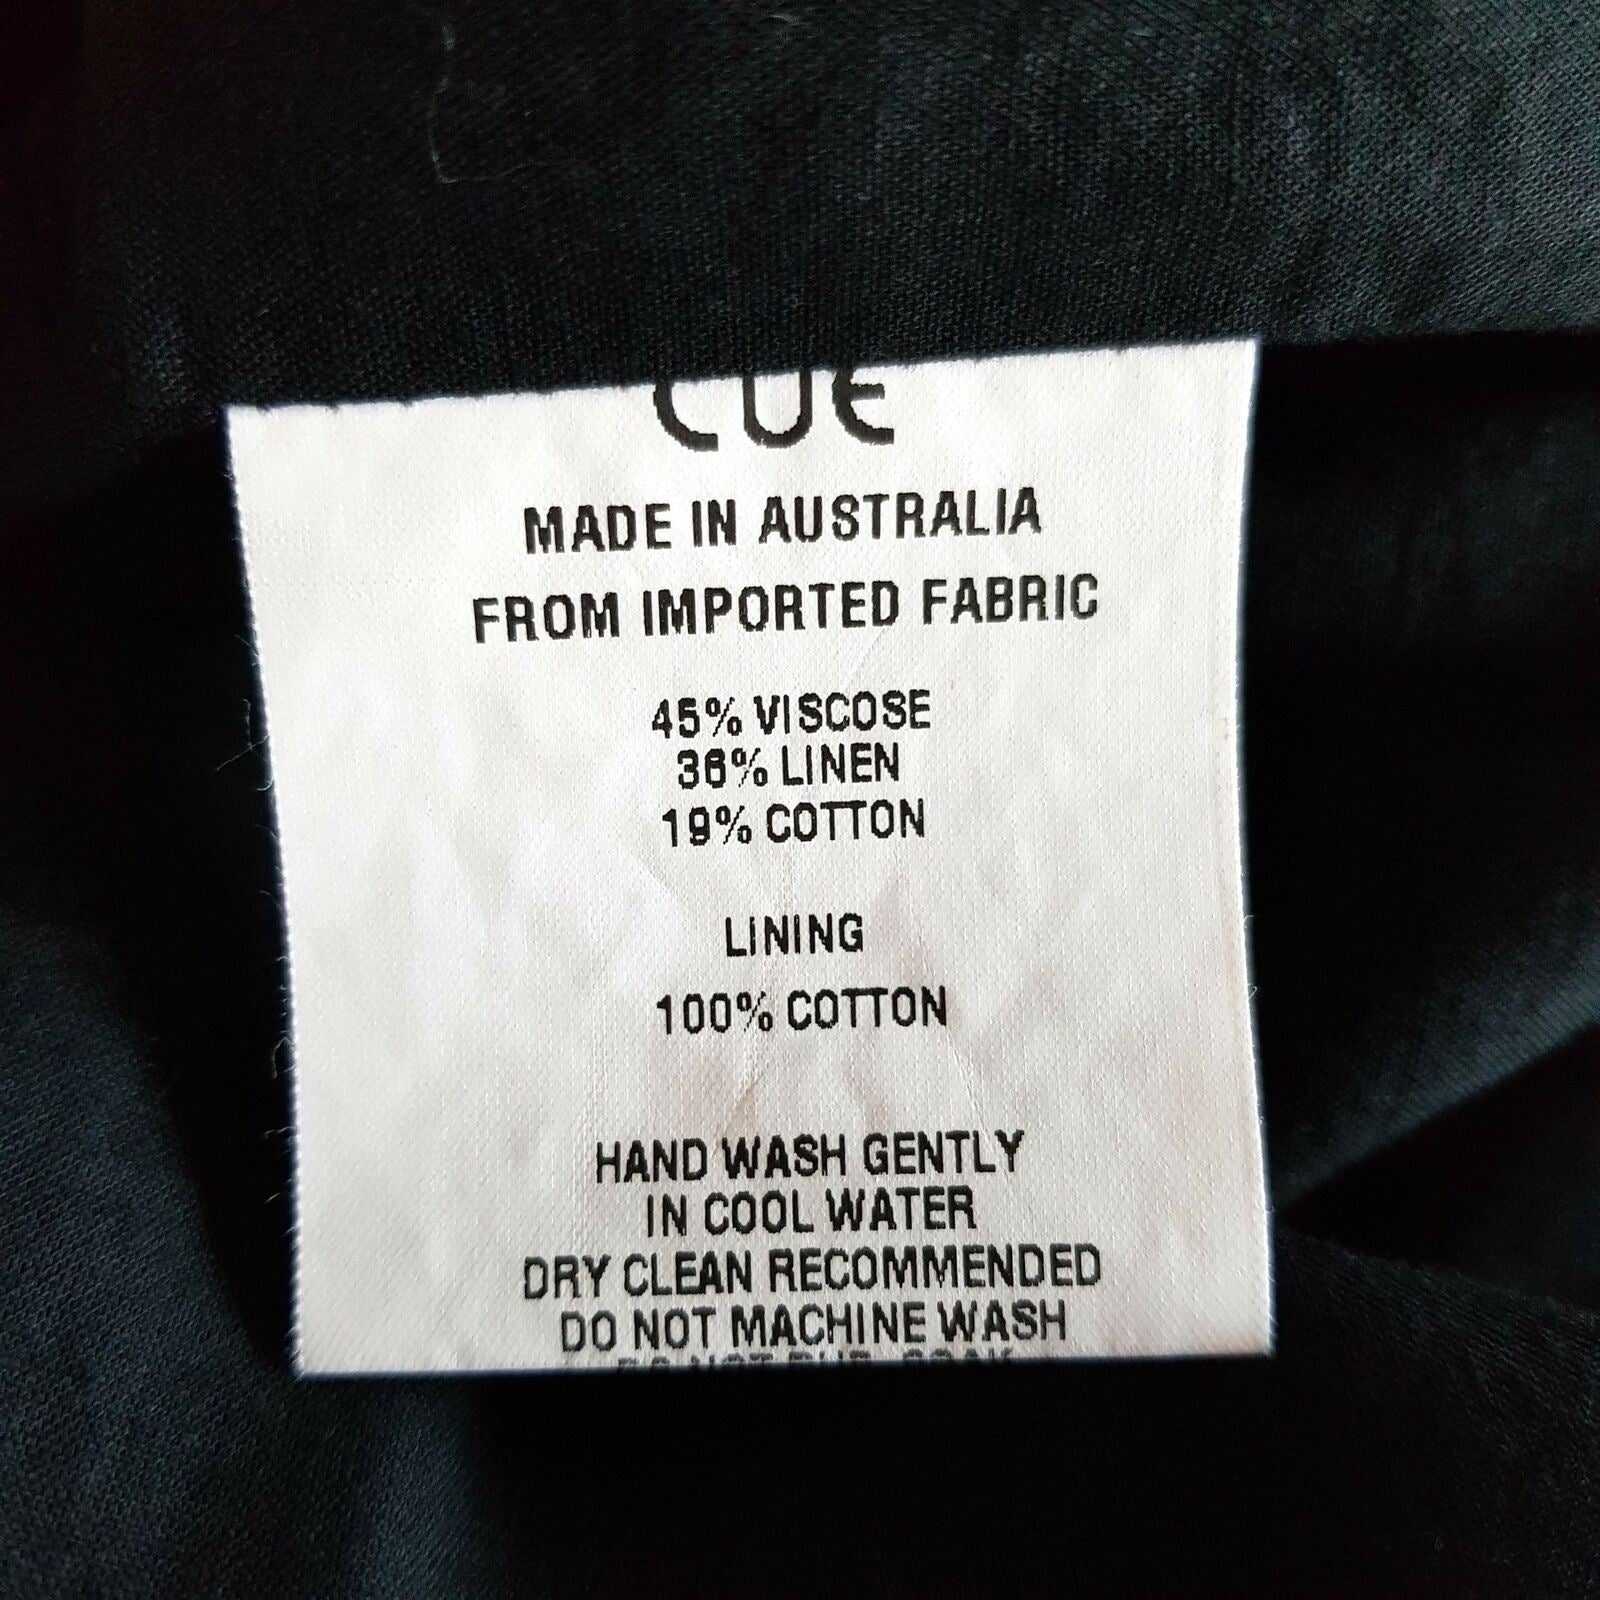 CUE
MADE IN AUSTRALIA
FROM IMPORTED FABRIC
45% VISCOSE
36% LINEN
19% COTTON
LINING
100% COTTON
HAND WASH GENTLY
IN COOL WATER
DRY CLEAN RECOMMENDED
DO NOT MACHINE WASH